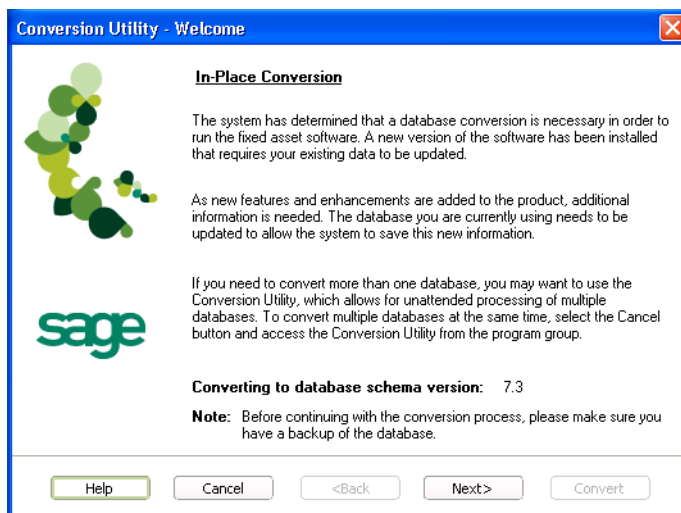 Conversion Utility - Welcome
In-Place Conversion
The system has determined that a database conversion is necessary in order to
run the fixed asset software. A new version of the software has been installed
that requires your existing data to be updated.
As new features and enhancements are added to the product, additional
information is needed. The database you are currently using needs to be
updated to allow the system to save this new information.
If you need to convert more than one database, you may want to use the
Conversion Utility, which allows for unattended processing of multiple
databases. To convert multiple databases at the same time, select the Cancel
button and access the Conversion Utility from the program group.
sage
Converting to database schema version: 7.3
Note: Before continuing with the conversion process, please make sure you
have a backup of the database.
Help Cancel <Back Next> Convert